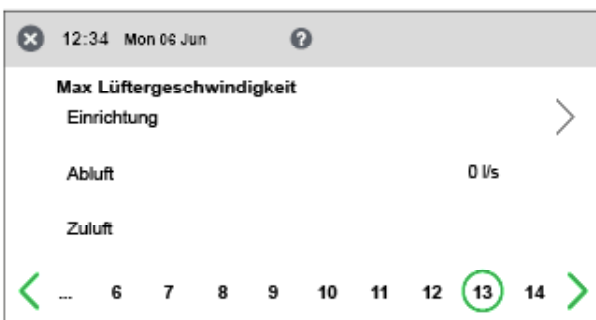 12:34 Mon 06 Jun ?
Max Lüftergeschwindigkeit
Einrichtung
Abluft 0 l/s
Zuluft
... 6 7 8 9 10 11 12 13 14